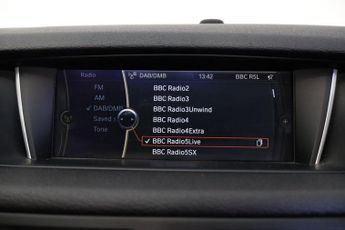 Radio DAB/DMB 13:42 BBC R5L
FM
AM
✓ DAB/DMB
Saved s
Tone
BBC Radio2
BBC Radio3
BBC Radio3Unwind
BBC Radio4
BBC Radio4Extra
✓ BBC Radio5Live
BBC Radio5SX